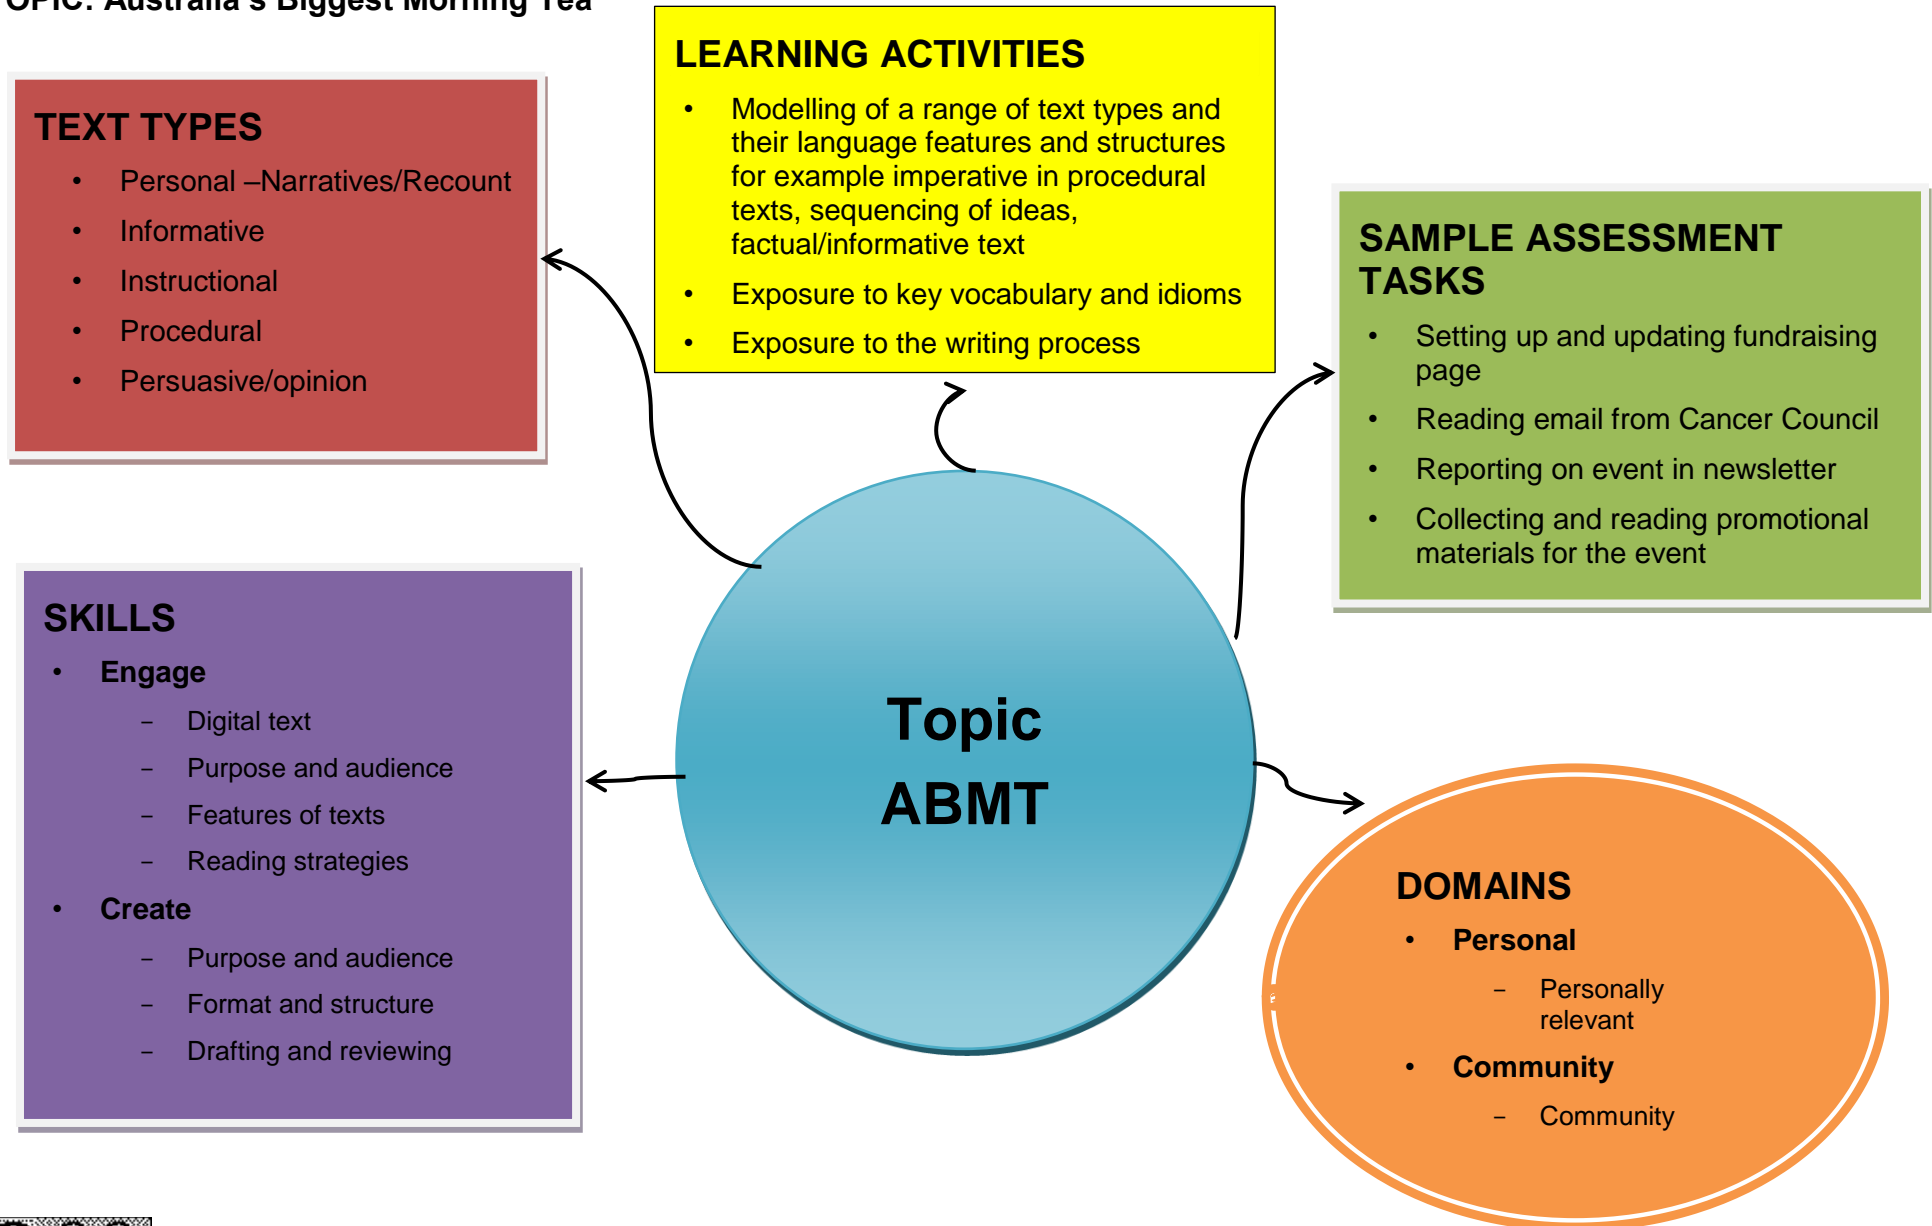 OPIC: Australia's Biggest Morning Tea
LEARNING ACTIVITIES
• Modelling of a range of text types and
their language features and structures
for example imperative in procedural
texts, sequencing of ideas,
factual/informative text
• Exposure to key vocabulary and idioms
• Exposure to the writing process
TEXT TYPES
• Personal –Narratives/Recount
• Informative
• Instructional
• Procedural
• Persuasive/opinion
SAMPLE ASSESSMENT
TASKS
• Setting up and updating fundraising
page
• Reading email from Cancer Council
• Reporting on event in newsletter
• Collecting and reading promotional
materials for the event
SKILLS
• Engage
– Digital text
– Purpose and audience
– Features of texts
– Reading strategies
• Create
– Purpose and audience
– Format and structure
– Drafting and reviewing
Topic
ABMT
DOMAINS
• Personal
– Personally
relevant
• Community
– Community